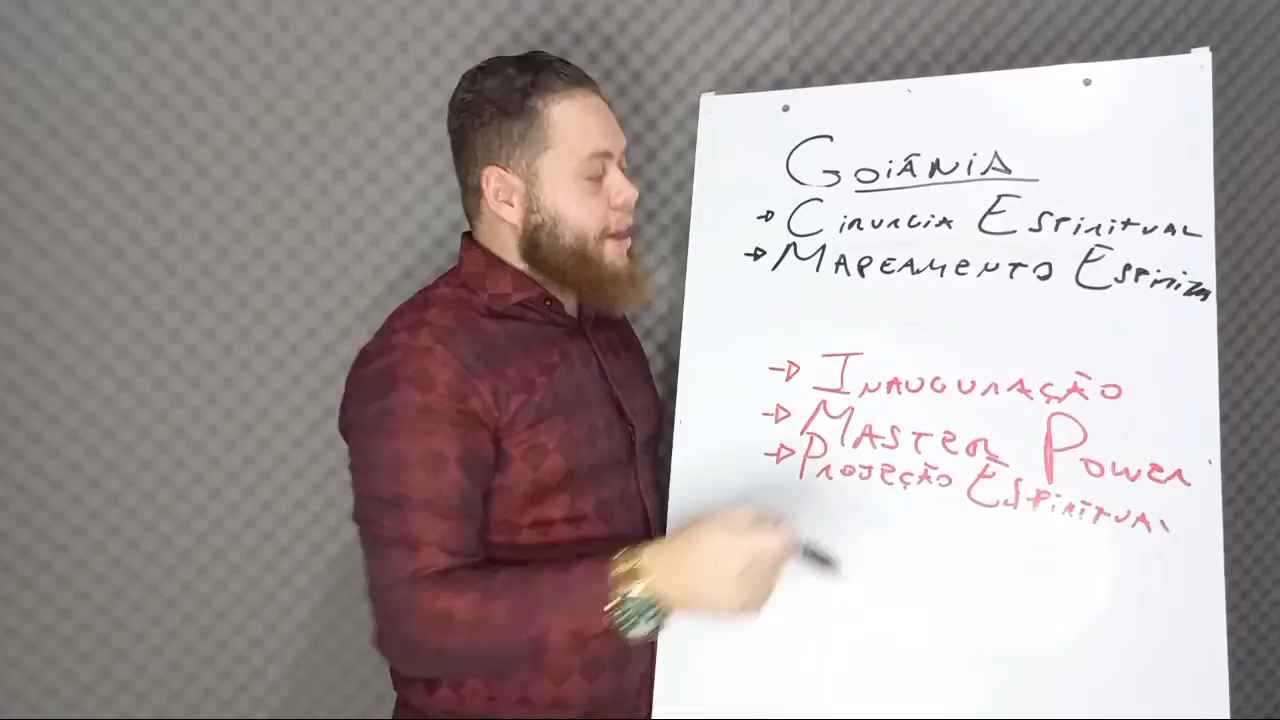 GOIÂNIA
CIRURGIA ESPIRITUAL
MAPEAMENTO
INAUGURAÇÃO
MASTER POWER
PROJEÇÃO ESPIRITUAL